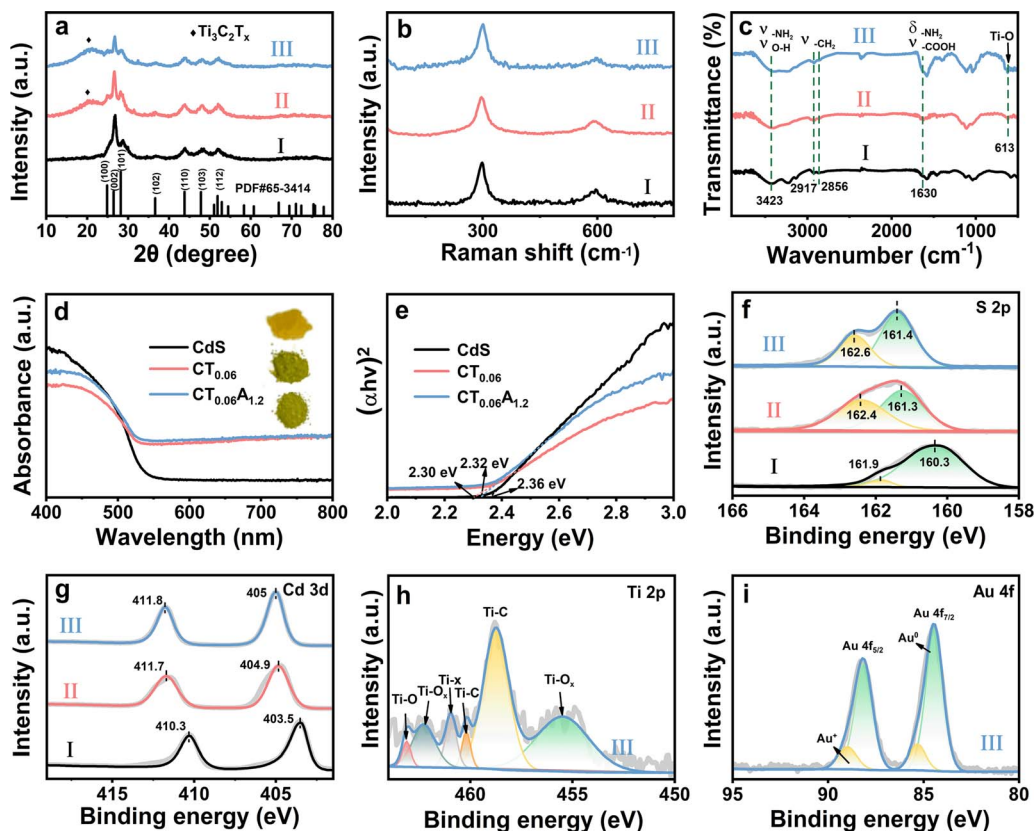 a
♦Ti₃C₂Tₓ
III
II
I
(100)
(002)
(101)
(102)
(110)
(103)
(112)
PDF#65-3414
10 20 30 40 50 60 70 80
2θ (degree)
Intensity (a.u.)
b
III
II
I
300 600
Raman shift (cm⁻¹)
Intensity (a.u.)
c
ν -NH₂
ν O-H
ν -CH₂
III
δ -NH₂
ν -COOH
Ti-O
II
I
613
3423
2917
2856
1630
3000 2000 1000
Wavenumber (cm⁻¹)
Transmittance (%)
d
CdS
CT₀.₀₆
CT₀.₀₆A₁.₂
400 500 600 700 800
Wavelength (nm)
Absorbance (a.u.)
e
CdS
CT₀.₀₆
CT₀.₀₆A₁.₂
2.30 eV
2.32 eV
2.36 eV
2.0 2.2 2.4 2.6 2.8 3.0
Energy (eV)
(αhv)²
f
S 2p
III
162.6
161.4
II
162.4
161.3
I
161.9
160.3
166 164 162 160 158
Binding energy (eV)
Intensity (a.u.)
g
Cd 3d
411.8
405
III
411.7
404.9
II
410.3
403.5
I
415 410 405
Binding energy (eV)
Intensity (a.u.)
h
Ti 2p
Ti-C
Ti-O
Ti-Oₓ
Ti-x
Ti-C
Ti-Oₓ
III
460 455 450
Binding energy (eV)
Intensity (a.u.)
i
Au 4f
Au 4f₇/₂
Au⁰
Au 4f₅/₂
Au⁺
III
95 90 85 80
Binding energy (eV)
Intensity (a.u.)